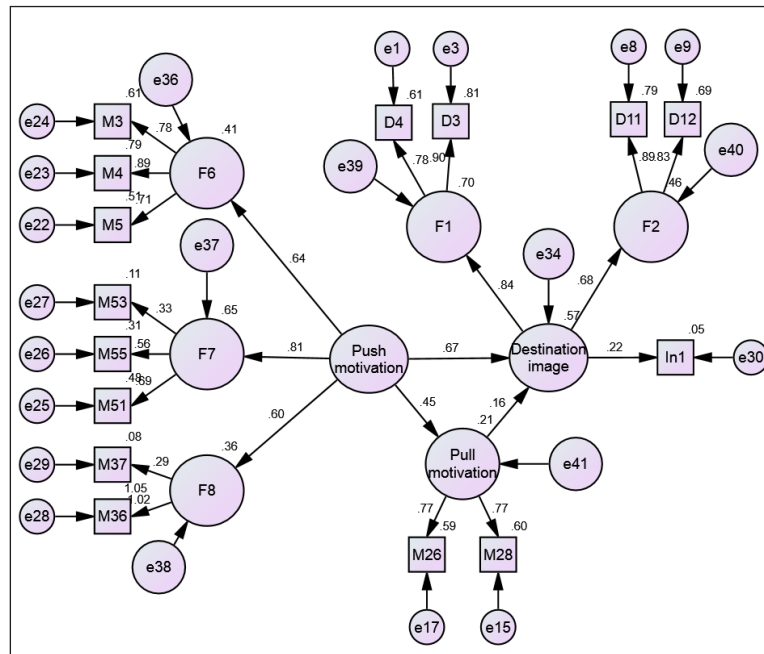 e1
e3
e8
e9
e36
.61
.81
.79
.69
e24
M3
.61
.78
.41
D4
D3
D11
D12
e23
M4
.79
.89
F6
e39
.78
.90
.70
.89
.83
.46
e40
e22
M5
.51
.71
F1
F2
e37
e34
.64
.84
.68
.57
.11
.65
e27
M53
.33
.31
e26
M55
.56
F7
.81
Push
motivation
.67
Destination
image
.22
In1
.05
e30
e25
M51
.48
.69
.60
.45
.16
.21
.08
.36
e29
M37
.29
1.05
F8
Pull
motivation
e41
e28
M36
1.02
.77
.59
.77
.60
e38
M26
M28
e17
e15